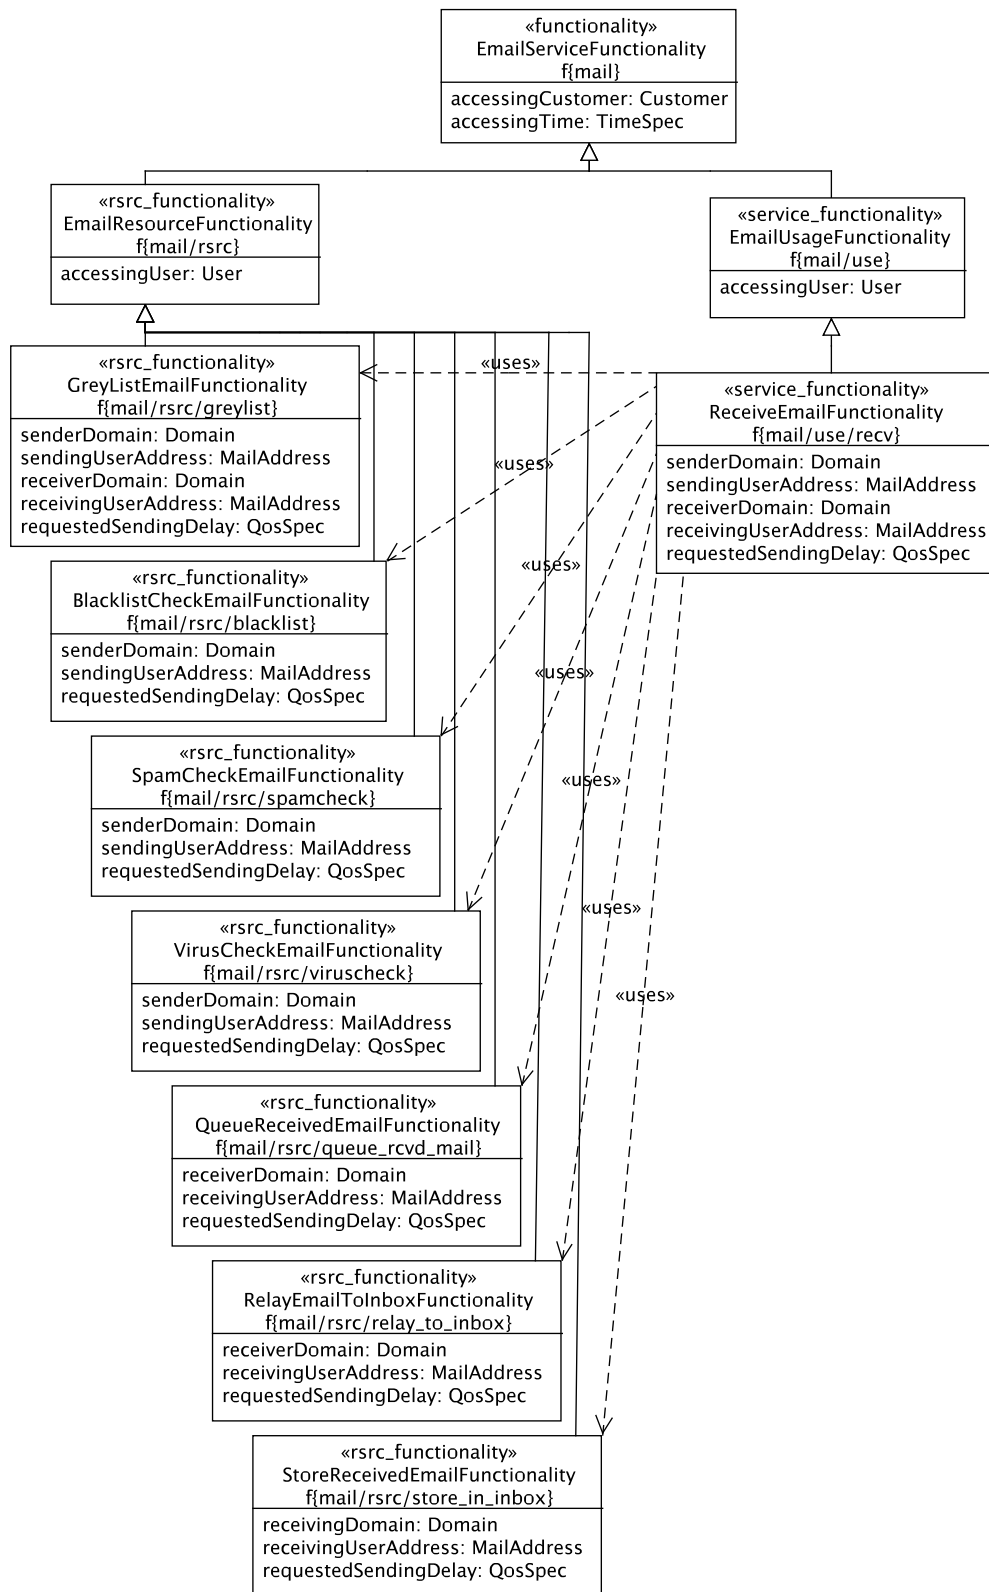 «functionality»
EmailServiceFunctionality
f{mail}
accessingCustomer: Customer
accessingTime: TimeSpec
«rsrc_functionality»
EmailResourceFunctionality
f{mail/rsrc}
accessingUser: User
«service_functionality»
EmailUsageFunctionality
f{mail/use}
accessingUser: User
«rsrc_functionality»
GreyListEmailFunctionality
f{mail/rsrc/greylist}
senderDomain: Domain
sendingUserAddress: MailAddress
receiverDomain: Domain
receivingUserAddress: MailAddress
requestedSendingDelay: QosSpec
«uses»
«service_functionality»
ReceiveEmailFunctionality
f{mail/use/recv}
senderDomain: Domain
sendingUserAddress: MailAddress
receiverDomain: Domain
receivingUserAddress: MailAddress
requestedSendingDelay: QosSpec
«uses»
«rsrc_functionality»
BlacklistCheckEmailFunctionality
f{mail/rsrc/blacklist}
senderDomain: Domain
sendingUserAddress: MailAddress
requestedSendingDelay: QosSpec
«uses»
«uses»
«rsrc_functionality»
SpamCheckEmailFunctionality
f{mail/rsrc/spamcheck}
senderDomain: Domain
sendingUserAddress: MailAddress
requestedSendingDelay: QosSpec
«uses»
«uses»
«rsrc_functionality»
VirusCheckEmailFunctionality
f{mail/rsrc/viruscheck}
senderDomain: Domain
sendingUserAddress: MailAddress
requestedSendingDelay: QosSpec
«uses»
«rsrc_functionality»
QueueReceivedEmailFunctionality
f{mail/rsrc/queue_rcvd_mail}
receiverDomain: Domain
receivingUserAddress: MailAddress
requestedSendingDelay: QosSpec
«rsrc_functionality»
RelayEmailToInboxFunctionality
f{mail/rsrc/relay_to_inbox}
receiverDomain: Domain
receivingUserAddress: MailAddress
requestedSendingDelay: QosSpec
«rsrc_functionality»
StoreReceivedEmailFunctionality
f{mail/rsrc/store_in_inbox}
receivingDomain: Domain
receivingUserAddress: MailAddress
requestedSendingDelay: QosSpec